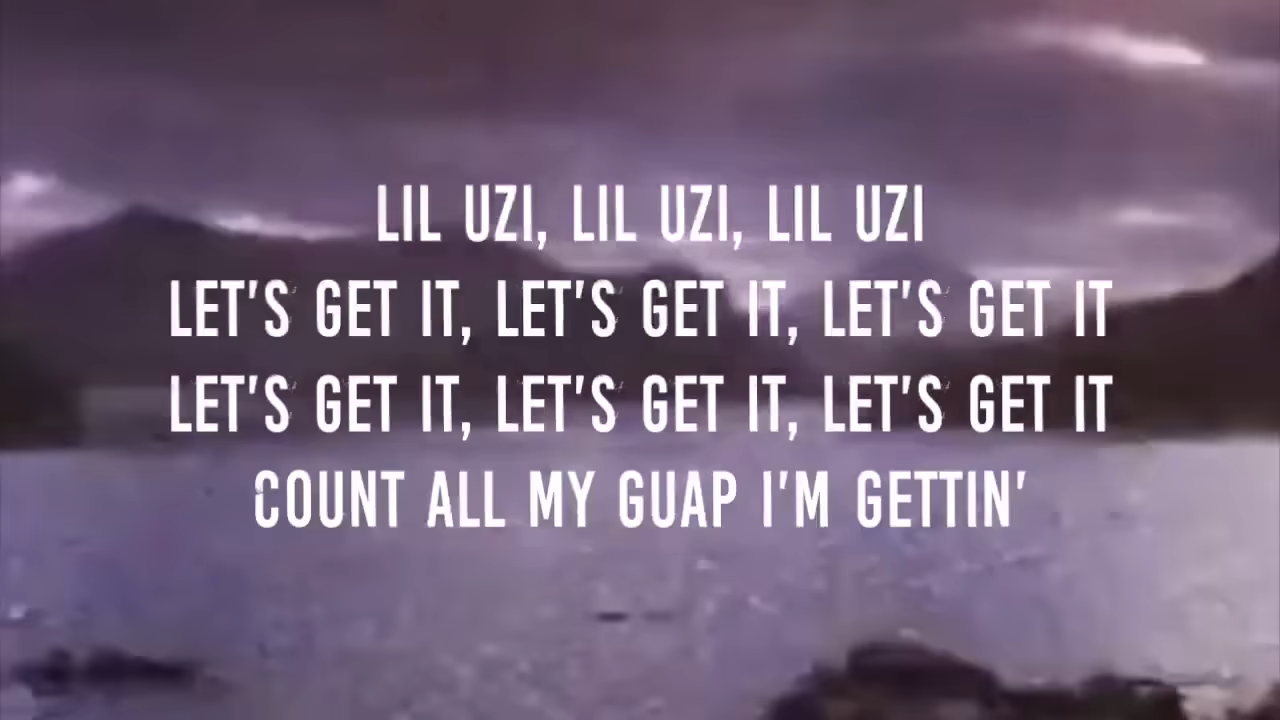 LIL UZI, LIL UZI, LIL UZI
LET'S GET IT, LET'S GET IT, LET'S GET IT
LET'S GET IT, LET'S GET IT, LET'S GET IT
COUNT ALL MY GUAP I'M GETTIN'